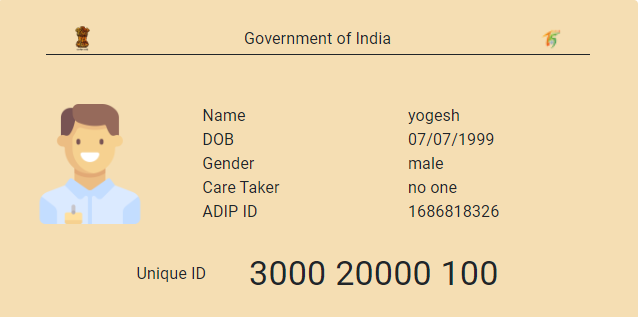 Government of India
Name yogesh
DOB 07/07/1999
Gender male
Care Taker no one
ADIP ID 1686818326
Unique ID 3000 20000 100